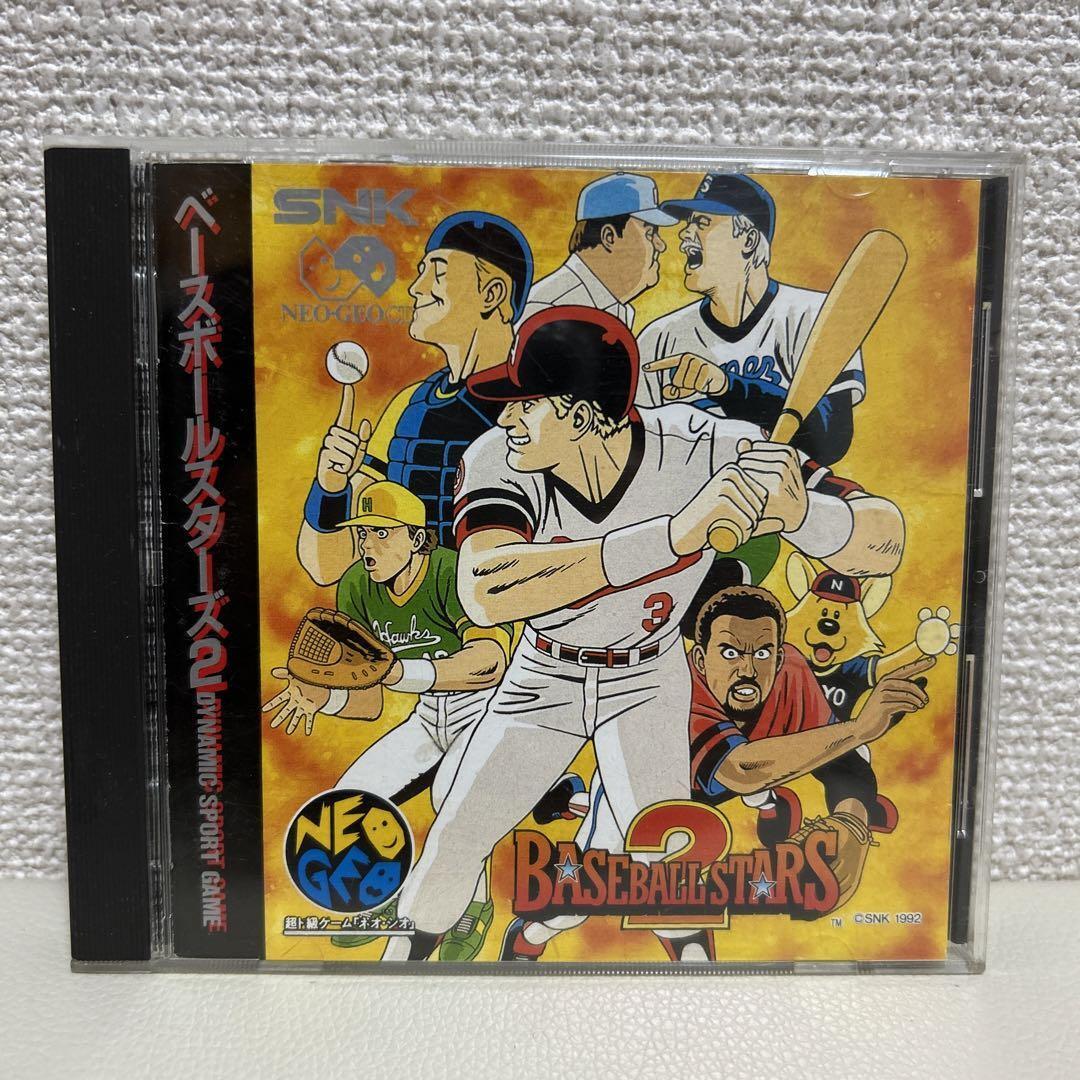 ベースボールスターズ2 DYNAMIC SPORT GAME
SNK
NEO·GEO CD
S
H
Hawks
3
N
YO
NEO
GEO
超ド級ゲーム「ネオ・ジオ」
2
BASEBALL STARS
™ ©SNK 1992